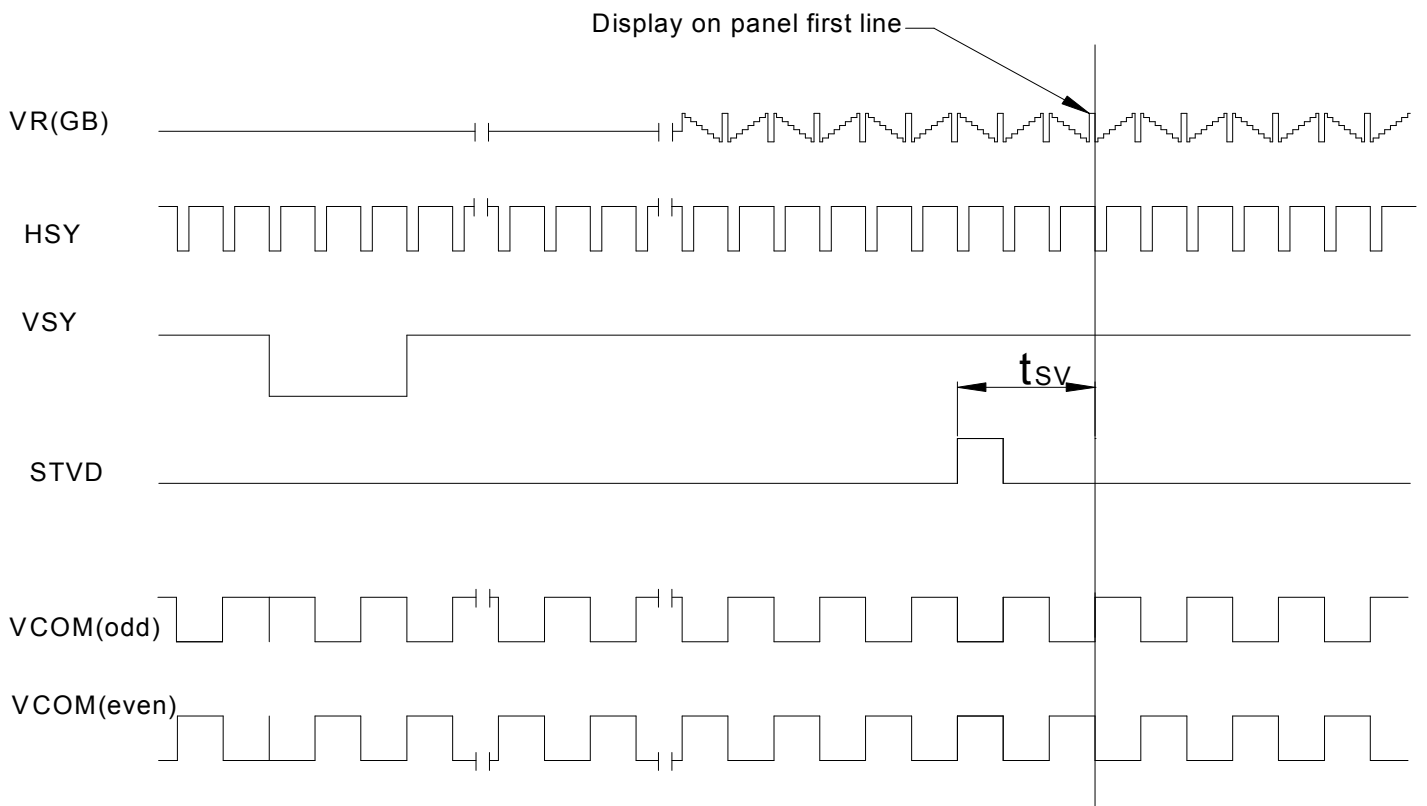 Display on panel first line
VR(GB)
HSY
VSY
tSV
STVD
VCOM(odd)
VCOM(even)